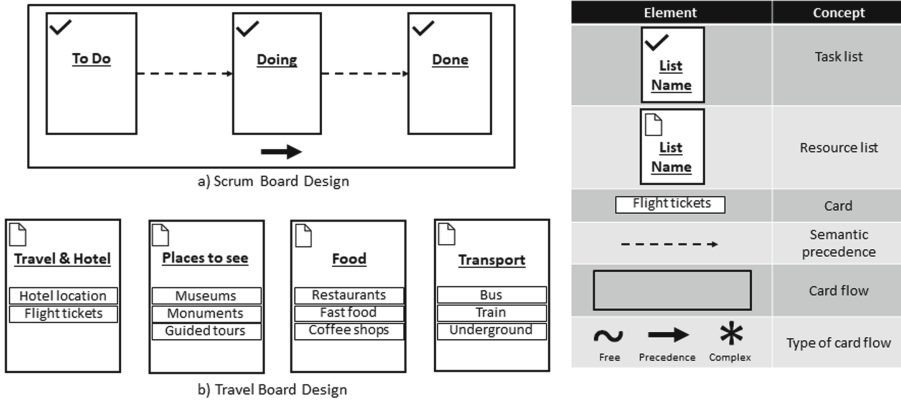 To Do
Doing
Done
a) Scrum Board Design
Travel & Hotel
Hotel location
Flight tickets
Places to see
Museums
Monuments
Guided tours
Food
Restaurants
Fast food
Coffee shops
Transport
Bus
Train
Underground
b) Travel Board Design
Element Concept
List
Name
Task list
List
Name
Resource list
Flight tickets Card
Semantic
precedence
Card flow
Free Precedence Complex
Type of card flow